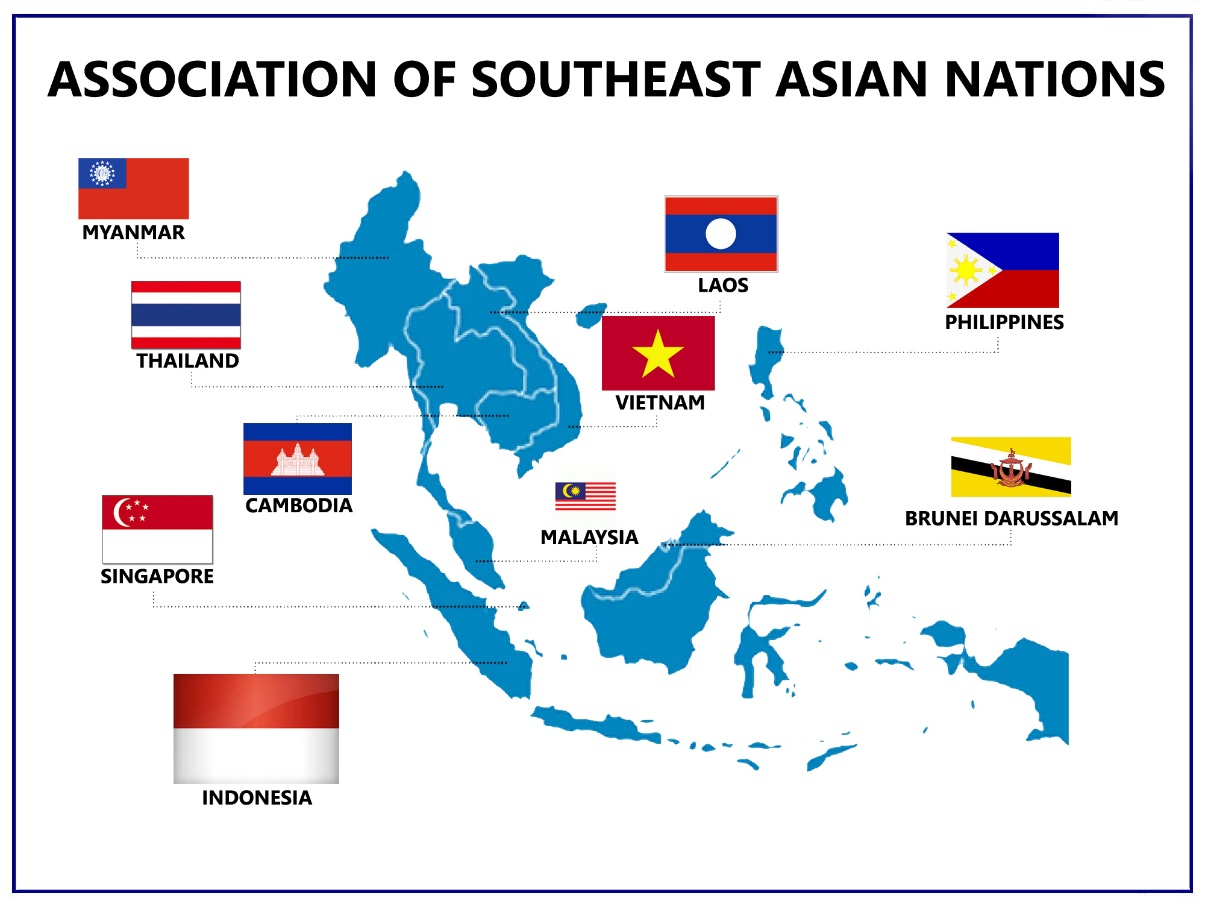 ASSOCIATION OF SOUTHEAST ASIAN NATIONS
MYANMAR
LAOS
PHILIPPINES
THAILAND
VIETNAM
CAMBODIA
BRUNEI DARUSSALAM
MALAYSIA
SINGAPORE
INDONESIA